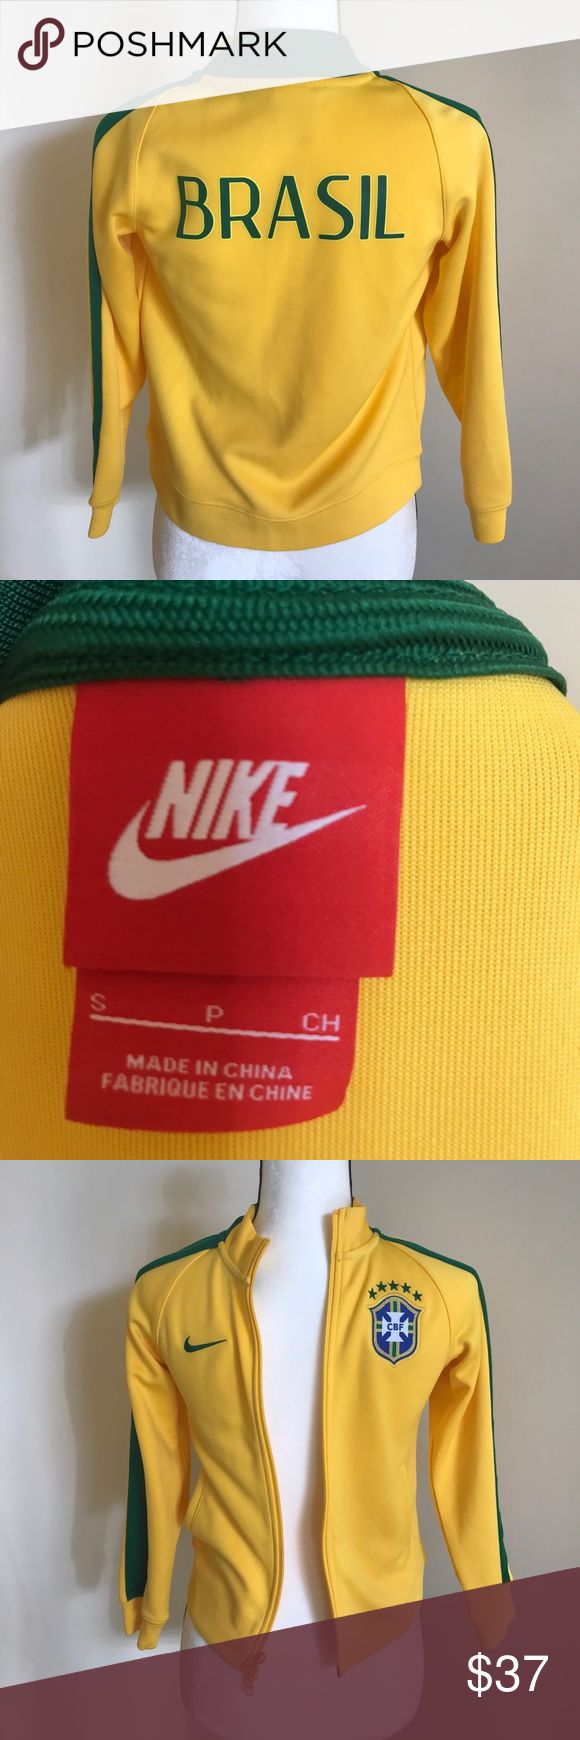 POSHMARK
BRASIL
NIKE
S P CH
MADE IN CHINA
FABRIQUE EN CHINE
CBF
$37